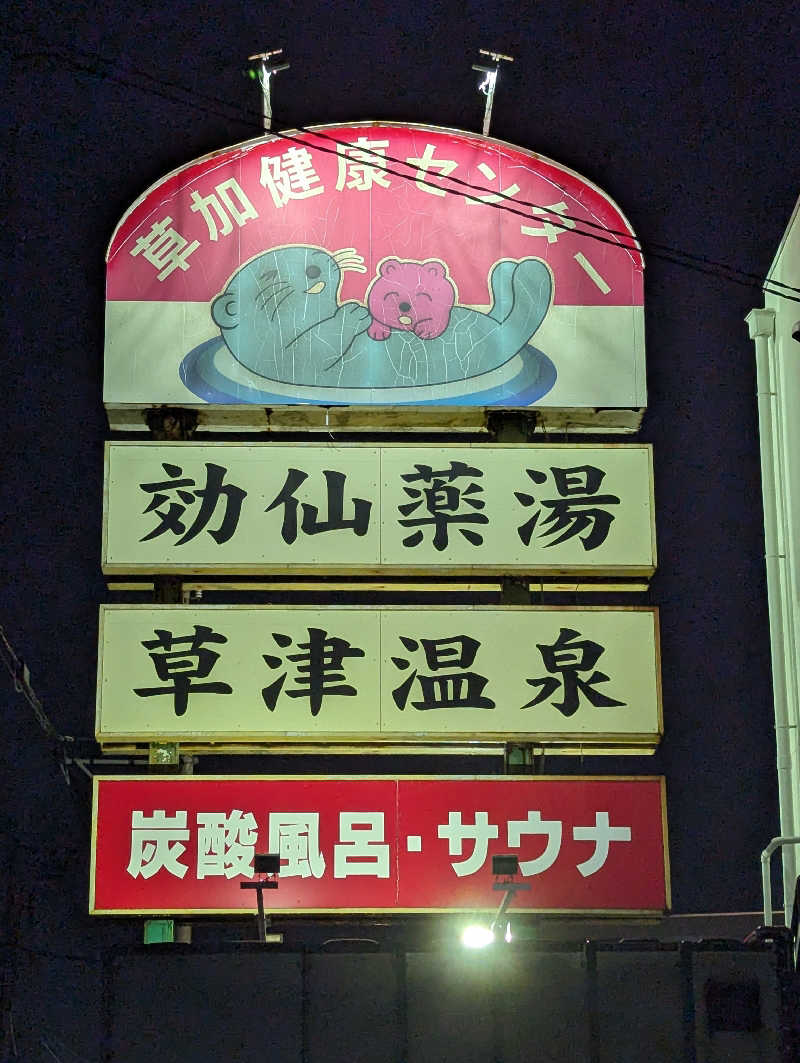 草加健康センター
効仙薬湯
草津温泉
炭酸風呂・サウナ